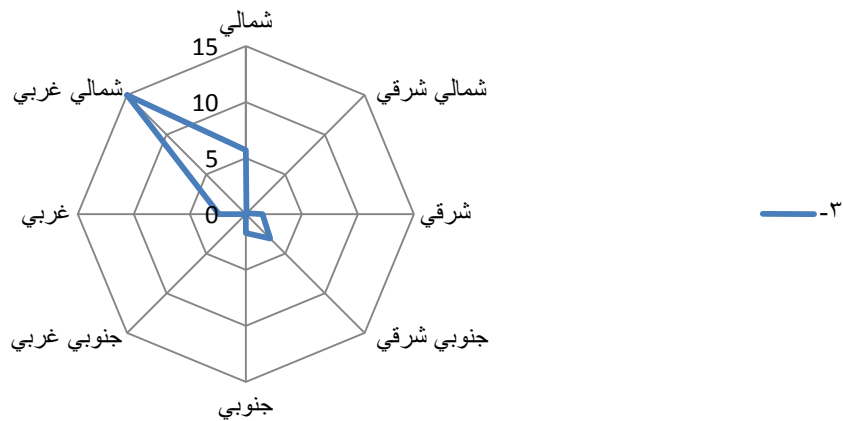 شمالي
15
شمالي غربي
شمالي شرقي
10
5
غربي
0
شرقي
-٣
جنوبي غربي
جنوبي شرقي
جنوبي